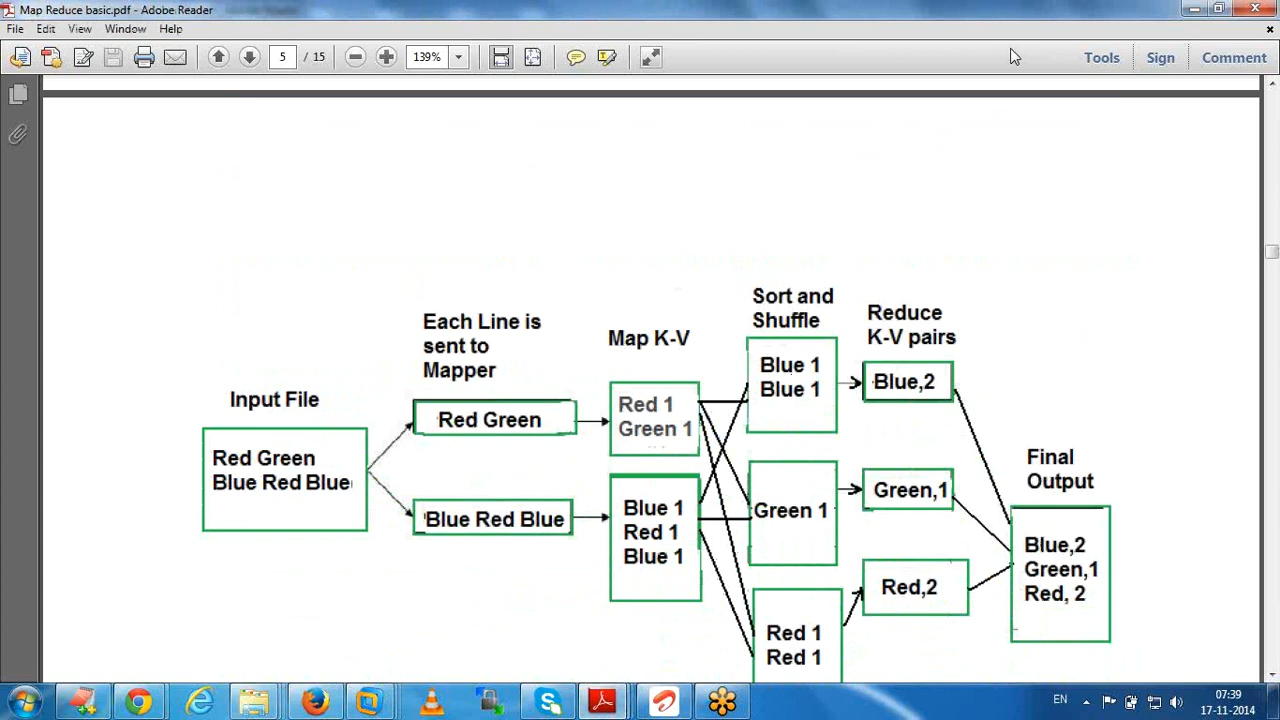 Map Reduce basic.pdf - Adobe Reader
File Edit View Window Help
5 / 15
139%
Tools Sign Comment
Input File
Red Green
Blue Red Blue
Each Line is
sent to
Mapper
Red Green
Blue Red Blue
Map K-V
Red 1
Green 1
Blue 1
Red 1
Blue 1
Sort and
Shuffle
Blue 1
Blue 1
Green 1
Red 1
Red 1
Reduce
K-V pairs
Blue,2
Green,1
Red,2
Final
Output
Blue,2
Green,1
Red, 2
EN
07:39
17-11-2014